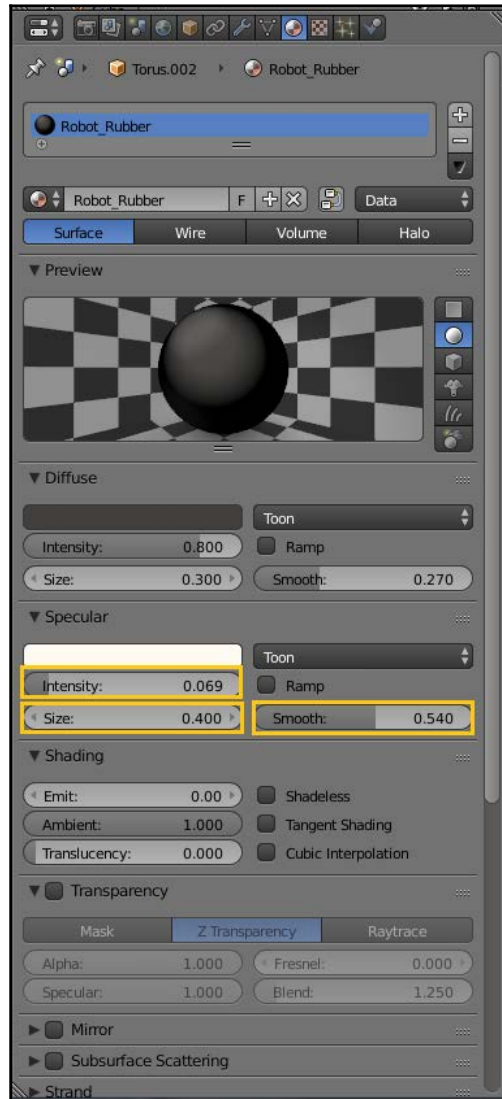 Torus.002 Robot_Rubber
Robot_Rubber
Robot_Rubber F Data
Surface Wire Volume Halo
Preview
Diffuse
Toon
Intensity: 0.800 Ramp
Size: 0.300 Smooth: 0.270
Specular
Toon
Intensity: 0.069 Ramp
Size: 0.400 Smooth: 0.540
Shading
Emit: 0.00 Shadeless
Ambient: 1.000 Tangent Shading
Translucency: 0.000 Cubic Interpolation
Transparency
Mask Z Transparency Raytrace
Alpha: 1.000 Fresnel: 0.000
Specular: 1.000 Blend: 1.250
Mirror
Subsurface Scattering
Strand